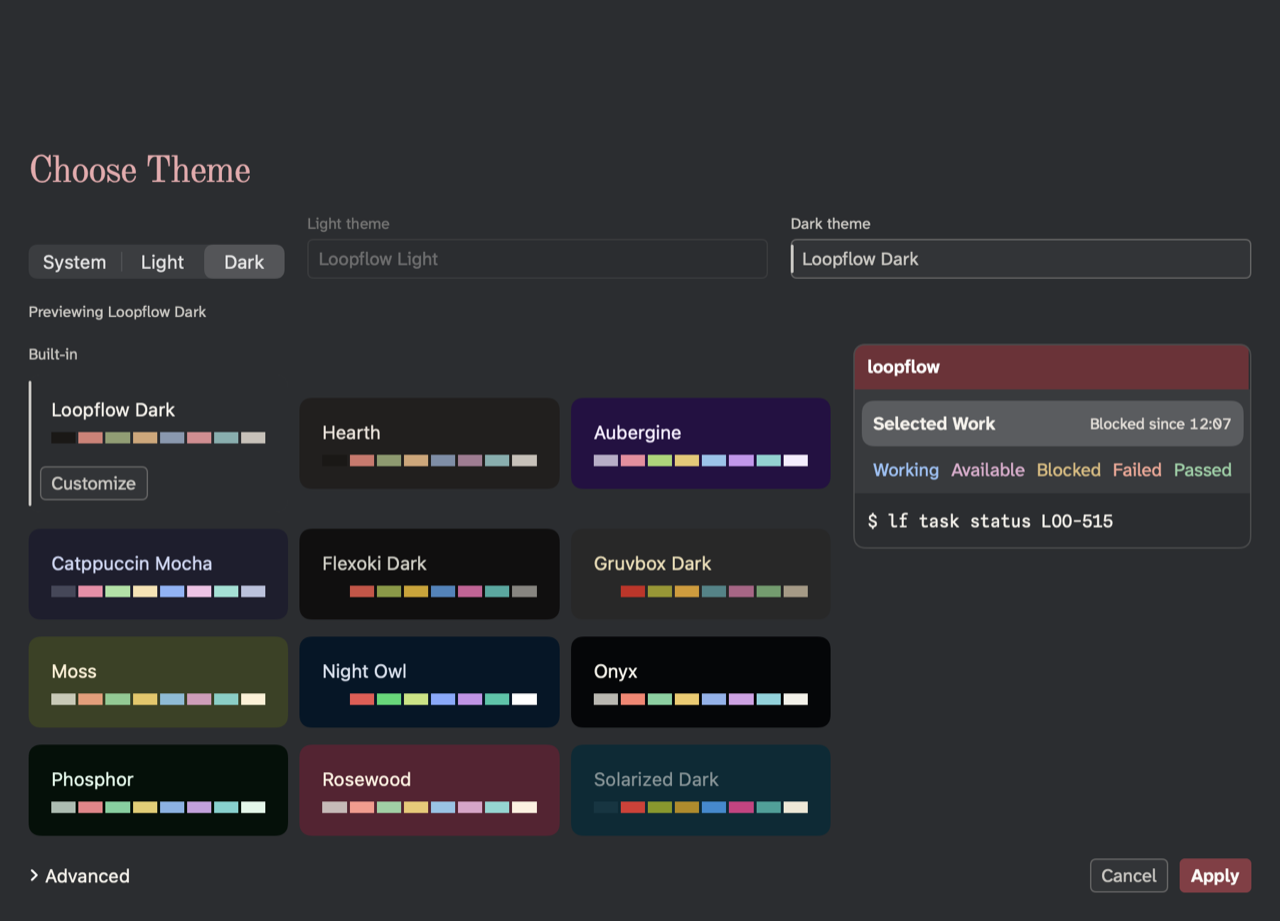 Choose Theme
System Light Dark
Light theme
Loopflow Light
Dark theme
Loopflow Dark
Previewing Loopflow Dark
Built-in
Loopflow Dark
Customize
Hearth
Aubergine
Catppuccin Mocha
Flexoki Dark
Gruvbox Dark
Moss
Night Owl
Onyx
Phosphor
Rosewood
Solarized Dark
loopflow
Selected Work Blocked since 12:07
Working Available Blocked Failed Passed
$ lf task status LOO-515
Advanced
Cancel Apply